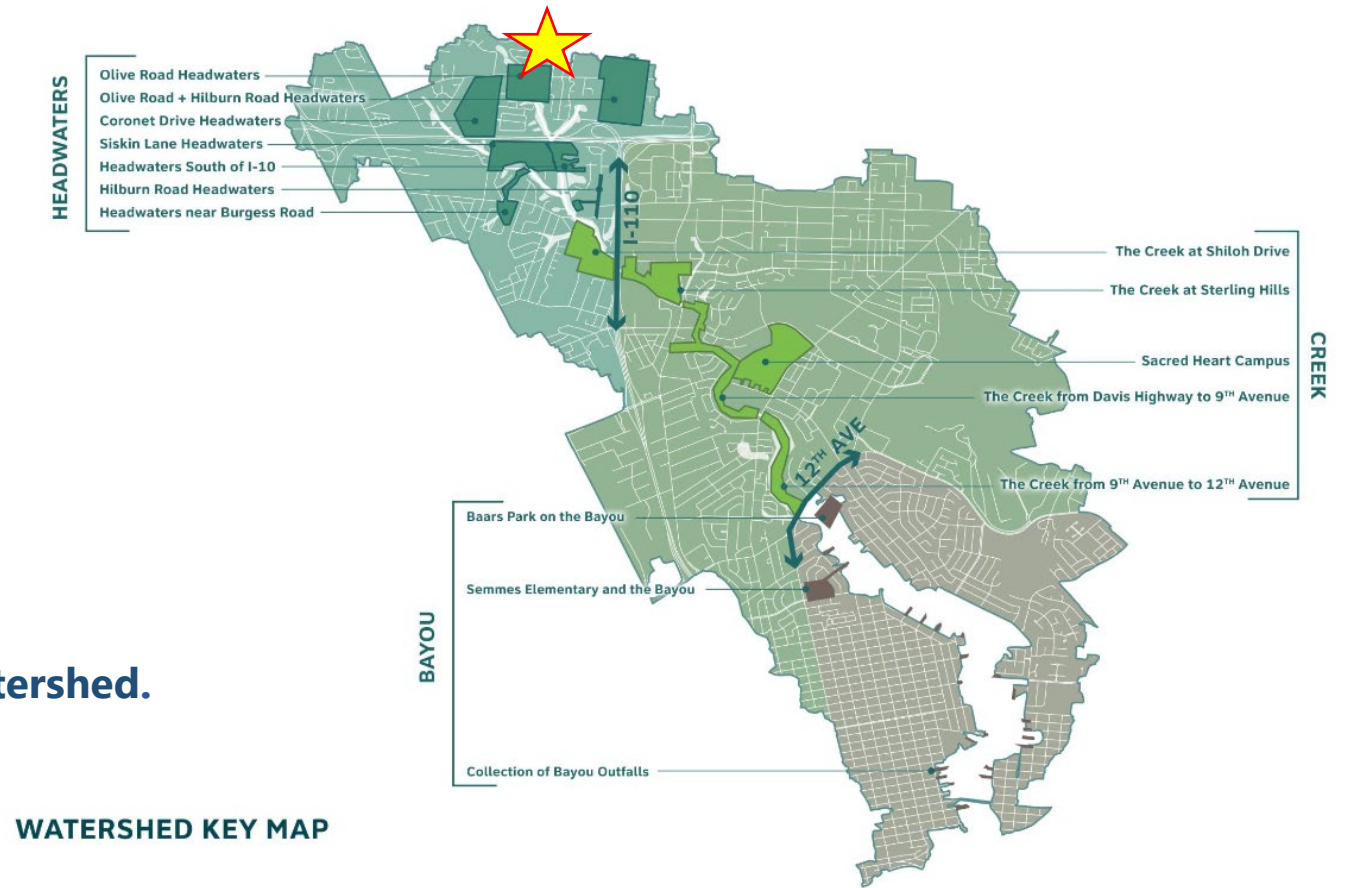 HEADWATERS
Olive Road Headwaters
Olive Road + Hilburn Road Headwaters
Coronet Drive Headwaters
Siskin Lane Headwaters
Headwaters South of I-10
Hilburn Road Headwaters
Headwaters near Burgess Road
I-110
The Creek at Shiloh Drive
The Creek at Sterling Hills
Sacred Heart Campus
The Creek from Davis Highway to 9TH Avenue
The Creek from 9TH Avenue to 12TH Avenue
CREEK
12TH AVE
BAYOU
Baars Park on the Bayou
Semmes Elementary and the Bayou
Collection of Bayou Outfalls
tershed.
WATERSHED KEY MAP